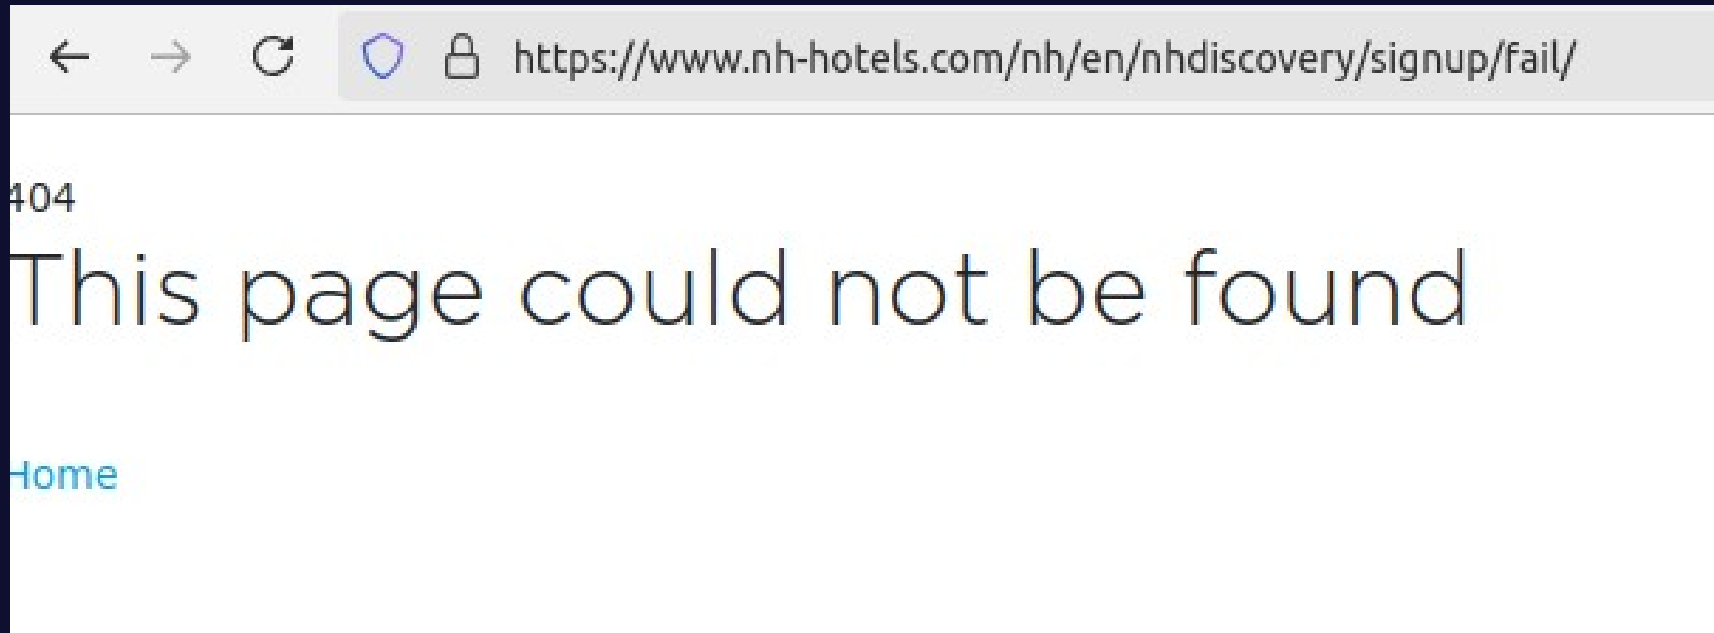 https://www.nh-hotels.com/nh/en/nhdiscovery/signup/fail/
404
This page could not be found
Home